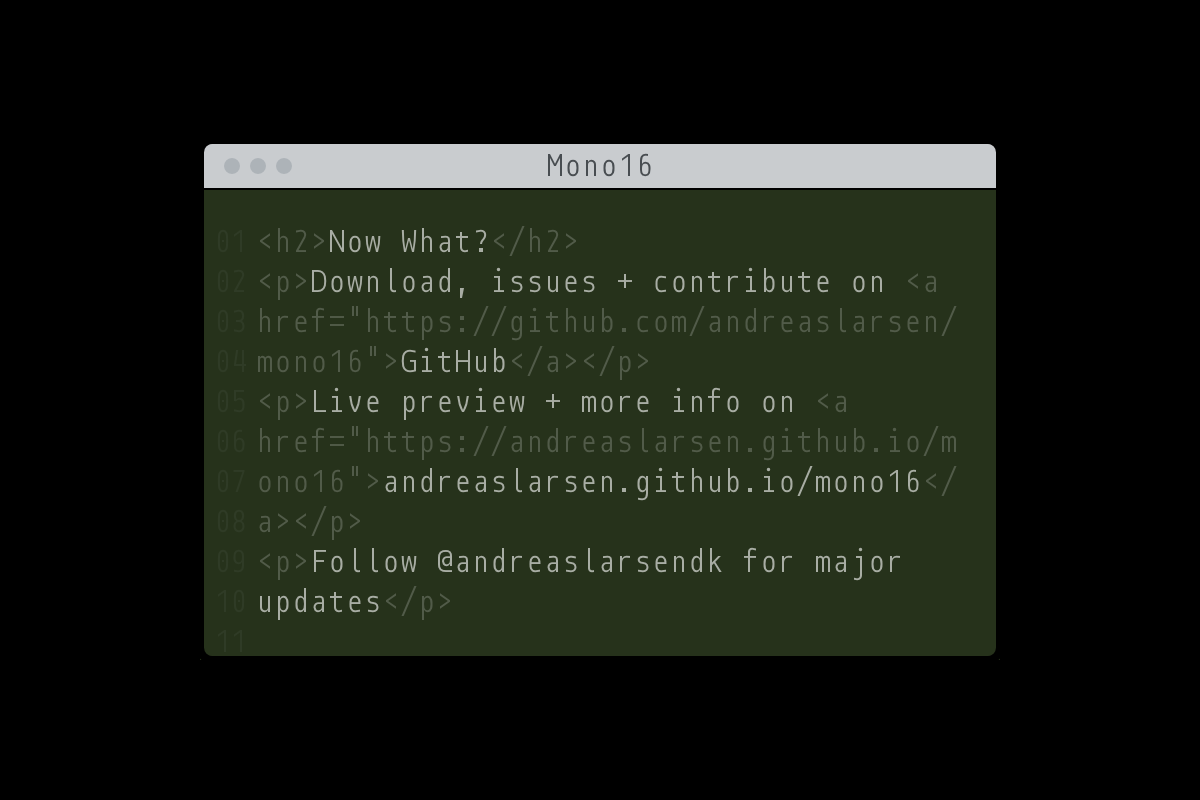 Mono16
01 <h2>Now What?</h2>
02 <p>Download, issues + contribute on <a
03 href="https://github.com/andreaslarsen/
04 mono16">GitHub</a></p>
05 <p>Live preview + more info on <a
06 href="https://andreaslarsen.github.io/m
07 ono16">andreaslarsen.github.io/mono16</
08 a></p>
09 <p>Follow @andreaslarsendk for major
10 updates</p>
11